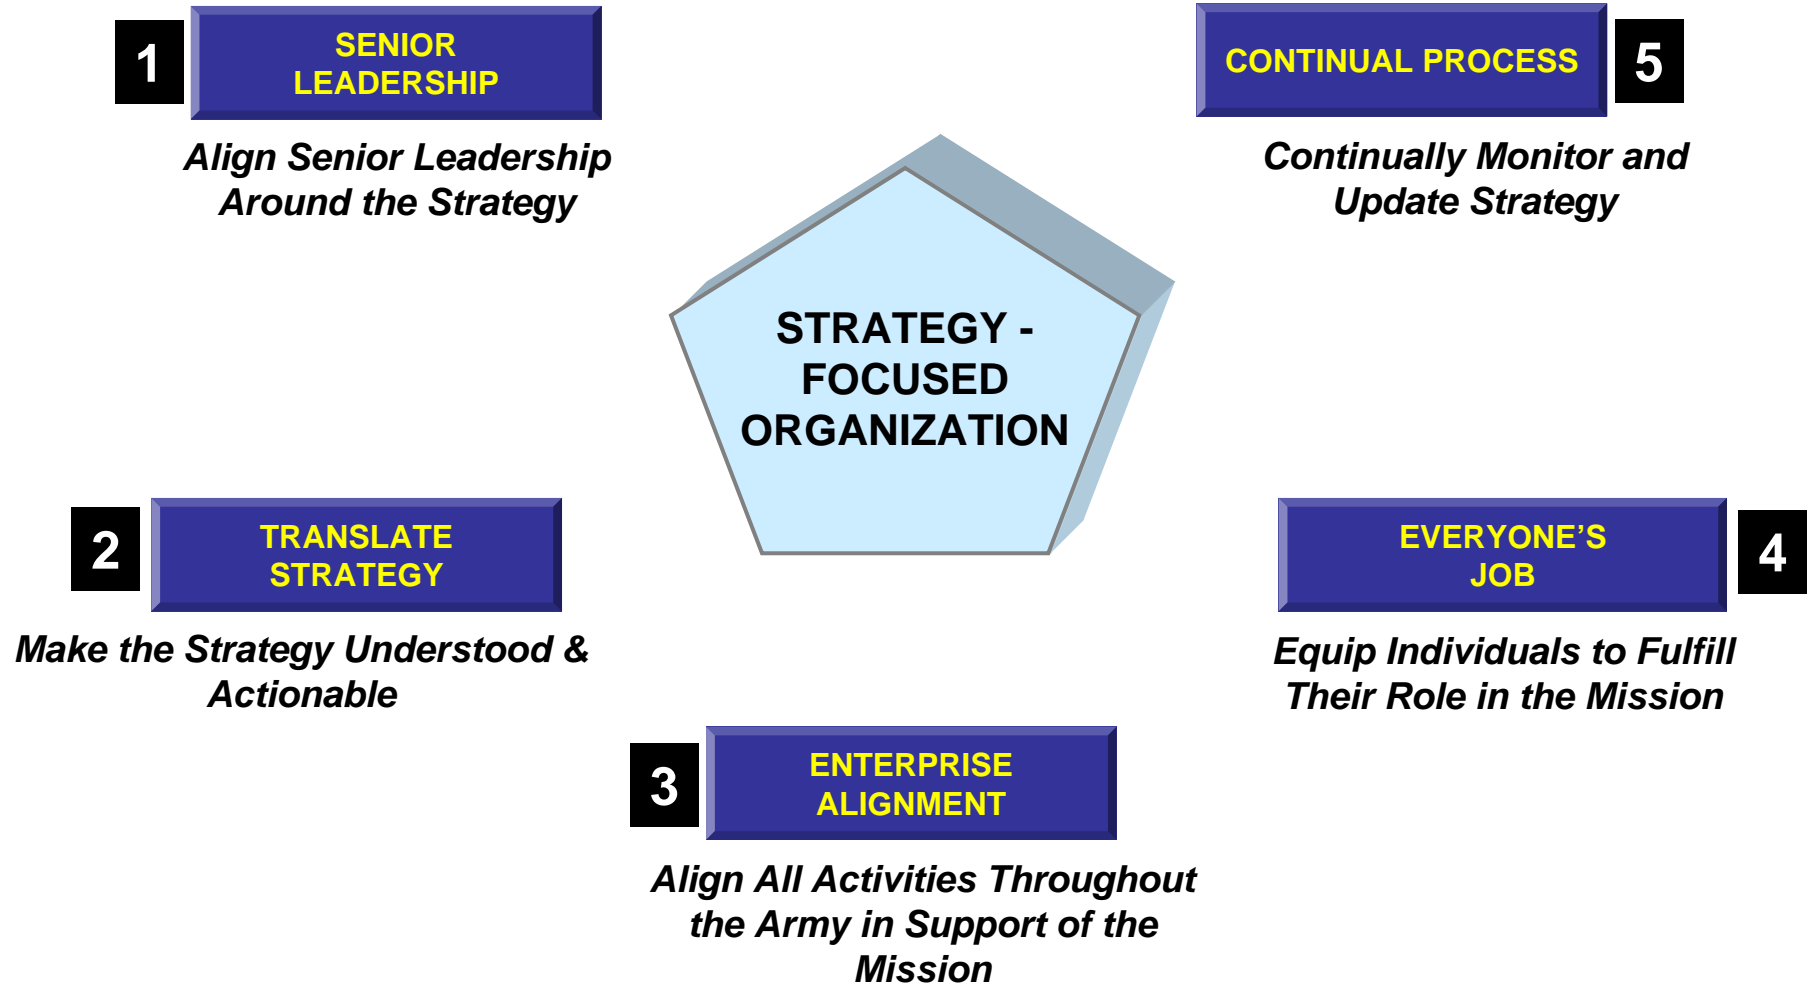 1
SENIOR
LEADERSHIP
Align Senior Leadership
Around the Strategy
CONTINUAL PROCESS
5
Continually Monitor and
Update Strategy
STRATEGY -
FOCUSED
ORGANIZATION
2
TRANSLATE
STRATEGY
Make the Strategy Understood &
Actionable
EVERYONE’S
JOB
4
Equip Individuals to Fulfill
Their Role in the Mission
3
ENTERPRISE
ALIGNMENT
Align All Activities Throughout
the Army in Support of the
Mission